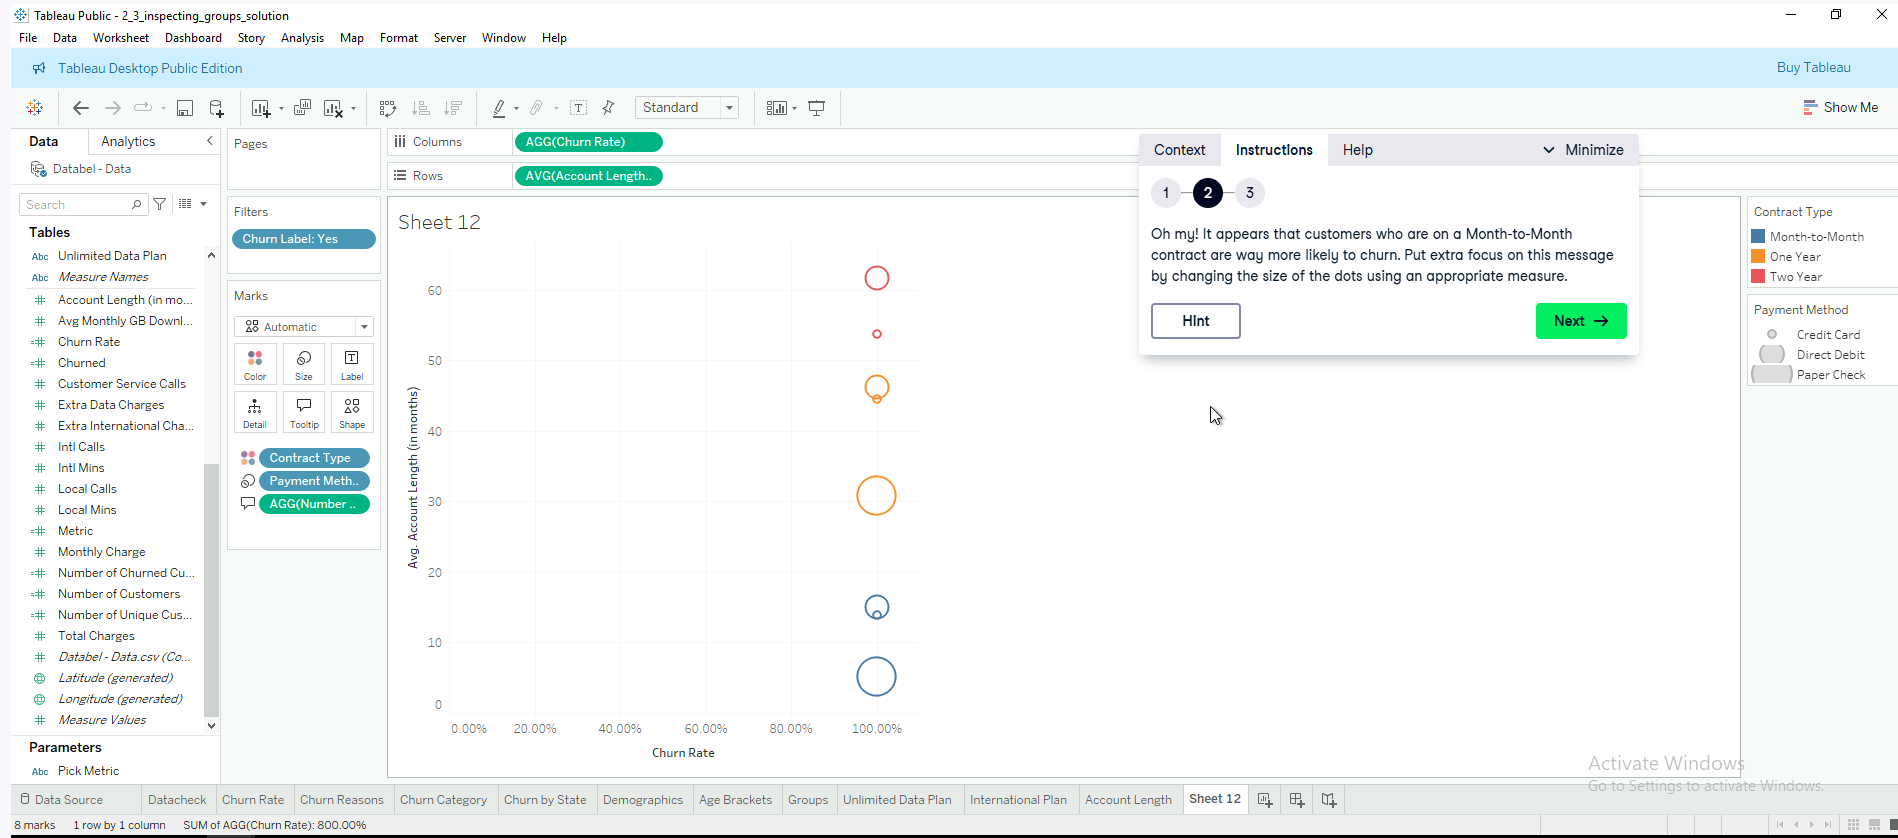 Tableau Public - 2_3_inspecting_groups_solution
File Data Worksheet Dashboard Story Analysis Map Format Server Window Help
Tableau Desktop Public Edition
Buy Tableau
Standard
Show Me
Data Analytics
Databel - Data
Search
Tables
Abc Unlimited Data Plan
Abc Measure Names
# Account Length (in mo...
# Avg Monthly GB Downl...
=# Churn Rate
=# Churned
# Customer Service Calls
# Extra Data Charges
# Extra International Cha...
# Intl Calls
# Intl Mins
# Local Calls
# Local Mins
=# Metric
# Monthly Charge
=# Number of Churned Cu...
=# Number of Customers
=# Number of Unique Cus...
# Total Charges
# Databel - Data.csv (Co...
Latitude (generated)
Longitude (generated)
# Measure Values
Parameters
Abc Pick Metric
Pages
Filters
Churn Label: Yes
Marks
Automatic
Color Size Label
Detail Tooltip Shape
Contract Type
Payment Meth..
AGG(Number ..
Columns AGG(Churn Rate)
Rows AVG(Account Length..
Sheet 12
Avg. Account Length (in months)
60
50
40
30
20
10
0
0.00% 20.00% 40.00% 60.00% 80.00% 100.00%
Churn Rate
Context Instructions Help Minimize
1 2 3
Oh my! It appears that customers who are on a Month-to-Month
contract are way more likely to churn. Put extra focus on this message
by changing the size of the dots using an appropriate measure.
Hint Next
Contract Type
Month-to-Month
One Year
Two Year
Payment Method
Credit Card
Direct Debit
Paper Check
Activate Windows
Go to Settings to activate Windows.
Data Source Datacheck Churn Rate Churn Reasons Churn Category Churn by State Demographics Age Brackets Groups Unlimited Data Plan International Plan Account Length Sheet 12
8 marks 1 row by 1 column SUM of AGG(Churn Rate): 800.00%